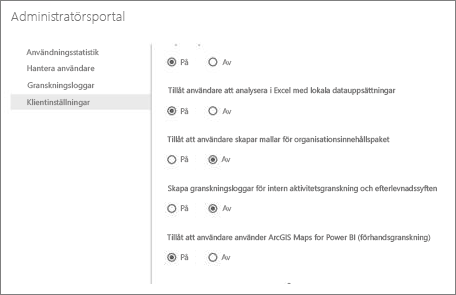 Administratörsportal
Användningsstatistik
Hantera användare
Granskningsloggar
Klientinställningar
På Av
Tillåt användare att analysera i Excel med lokala datauppsättningar
På Av
Tillåt att användare skapar mallar för organisationsinnehållspaket
På Av
Skapa granskningsloggar för intern aktivitetsgranskning och efterlevnadssyften
På Av
Tillåt att användare använder ArcGIS Maps for Power BI (förhandsgranskning)
På Av